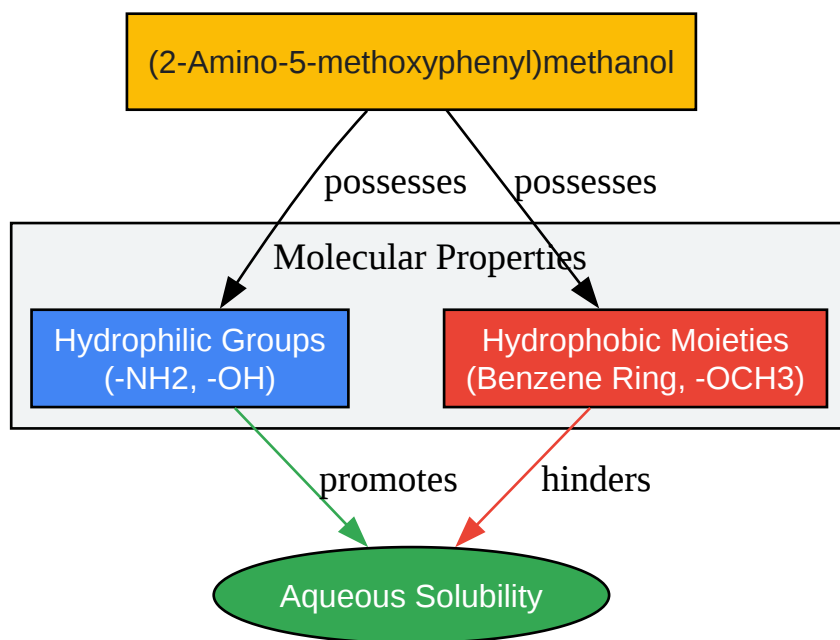 (2-Amino-5-methoxyphenyl)methanol
possesses
possesses
Molecular Properties
Hydrophilic Groups
(-NH2, -OH)
Hydrophobic Moieties
(Benzene Ring, -OCH3)
promotes
hinders
Aqueous Solubility